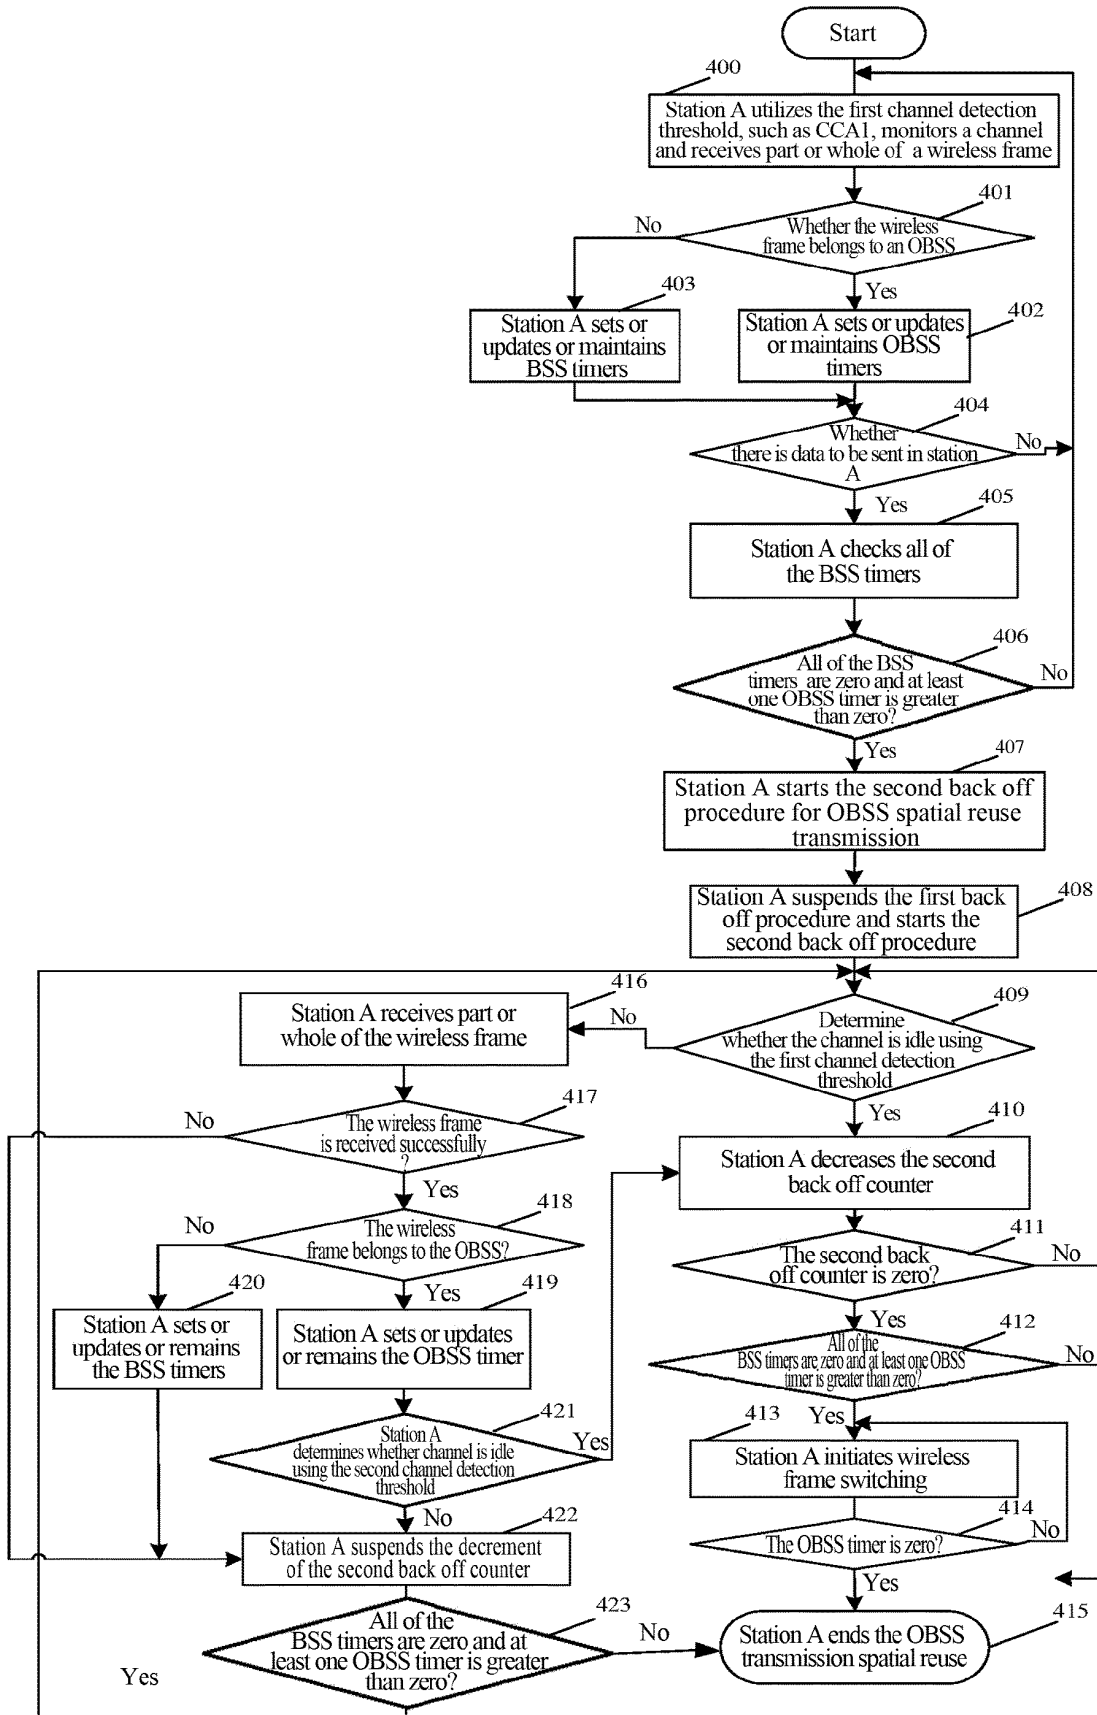 Start
400
Station A utilizes the first channel detection
threshold, such as CCA1, monitors a channel
and receives part or whole of a wireless frame
401
Whether the wireless
frame belongs to an OBSS
No
Yes
403
Station A sets or
updates or maintains
BSS timers
402
Station A sets or updates
or maintains OBSS
timers
404
Whether
there is data to be sent in station
A
No
Yes
405
Station A checks all of
the BSS timers
406
All of the BSS
timers are zero and at least
one OBSS timer is greater
than zero?
No
Yes
407
Station A starts the second back off
procedure for OBSS spatial reuse
transmission
408
Station A suspends the first back
off procedure and starts the
second back off procedure
409
Determine
whether the channel is idle using
the first channel detection
threshold
No
Yes
416
Station A receives part or
whole of the wireless frame
417
The wireless frame
is received successfully
?
No
Yes
410
Station A decreases the second
back off counter
418
The wireless
frame belongs to the OBSS?
No
Yes
411
The second back
off counter is zero?
No
Yes
420
Station A sets or
updates or remains
the BSS timers
419
Station A sets or updates
or remains the OBSS timer
412
All of the
BSS timers are zero and at least one OBSS
timer is greater than zero?
No
Yes
421
Station A
determines whether channel is idle
using the second channel detection
threshold
Yes
No
413
Station A initiates wireless
frame switching
414
The OBSS timer is zero?
No
Yes
422
Station A suspends the decrement
of the second back off counter
423
All of the
BSS timers are zero and at
least one OBSS timer is greater
than zero?
No
Yes
415
Station A ends the OBSS
transmission spatial reuse